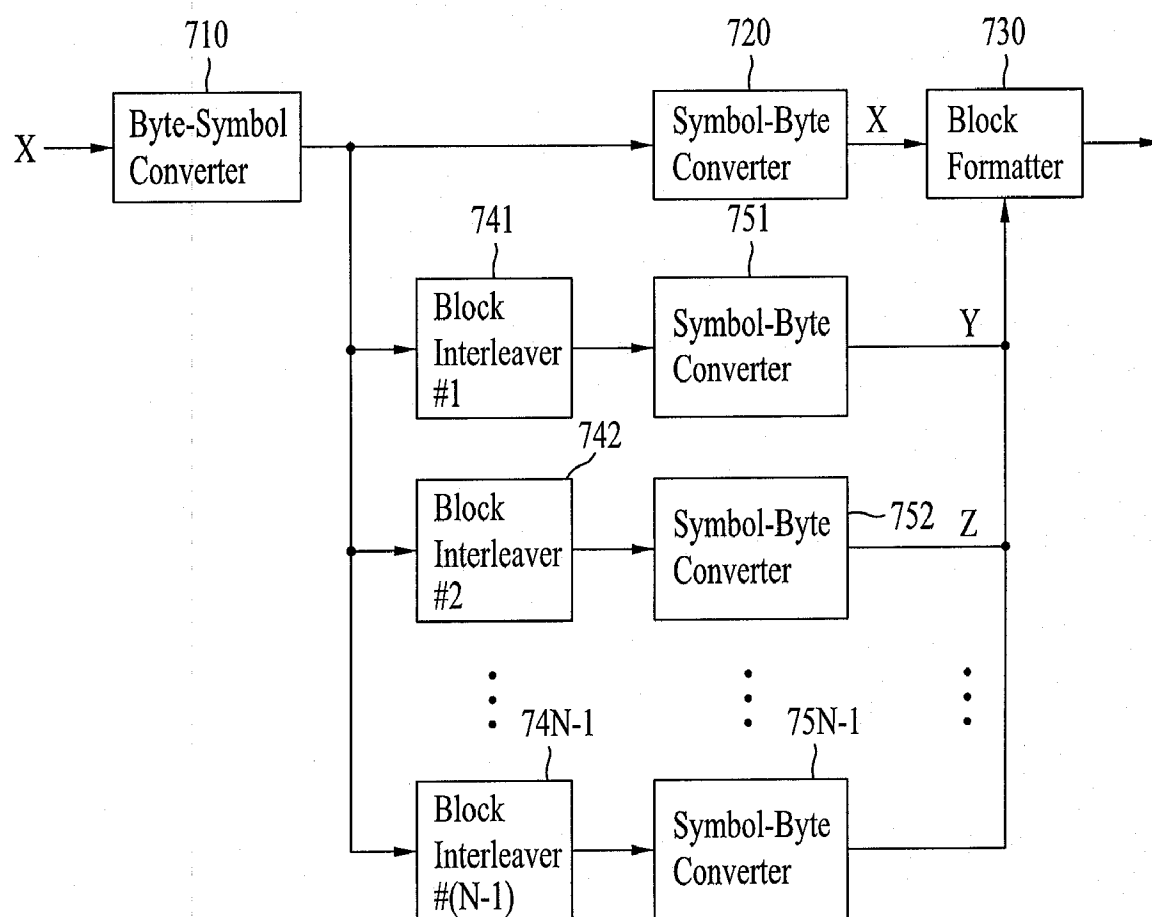 710
720
730
X
Byte-Symbol
Converter
Symbol-Byte
Converter
X
Block
Formatter
741
751
Block
Interleaver
#1
Symbol-Byte
Converter
Y
742
Block
Interleaver
#2
Symbol-Byte
Converter
752
Z
74N-1
75N-1
Block
Interleaver
#(N-1)
Symbol-Byte
Converter